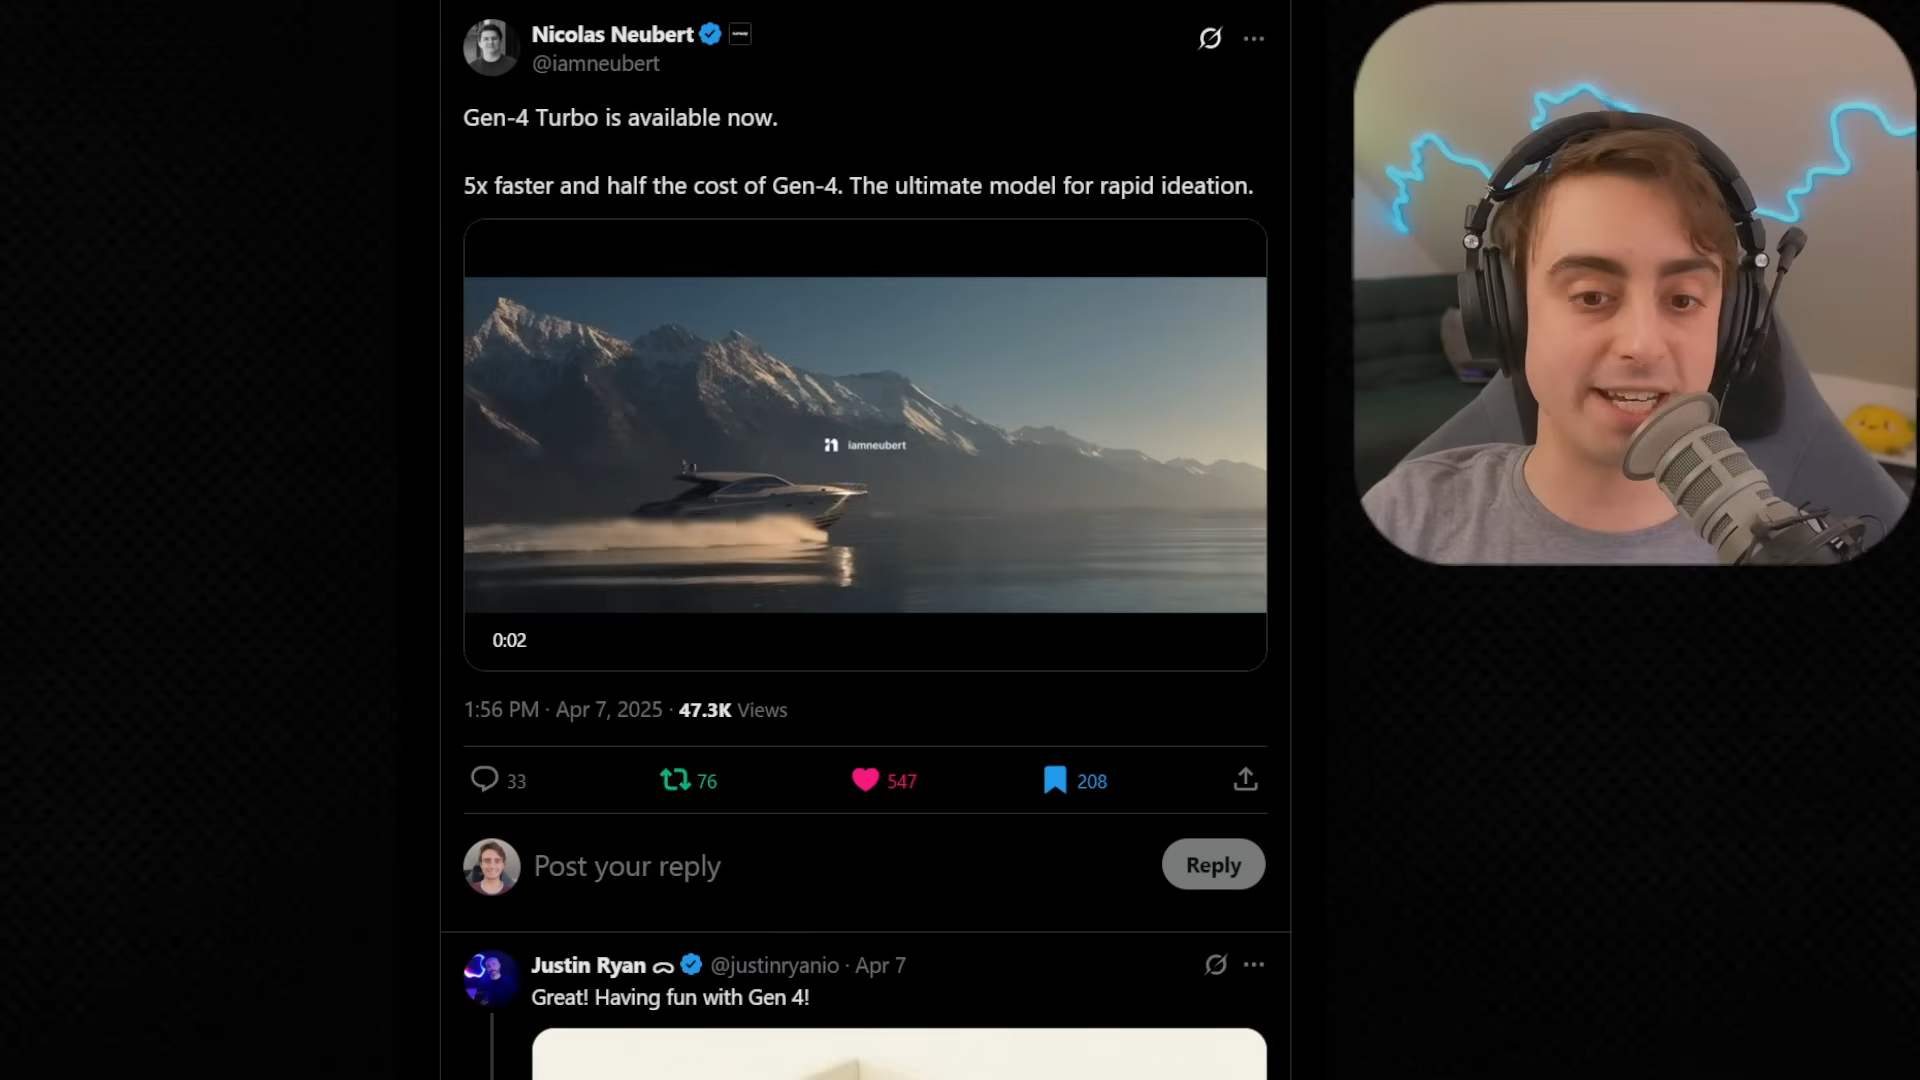 Nicolas Neubert
@iamneubert
Gen-4 Turbo is available now.
5x faster and half the cost of Gen-4. The ultimate model for rapid ideation.
iamneubert
0:02
1:56 PM · Apr 7, 2025 · 47.3K Views
33 76 547 208
Post your reply Reply
Justin Ryan @justinryanio · Apr 7
Great! Having fun with Gen 4!